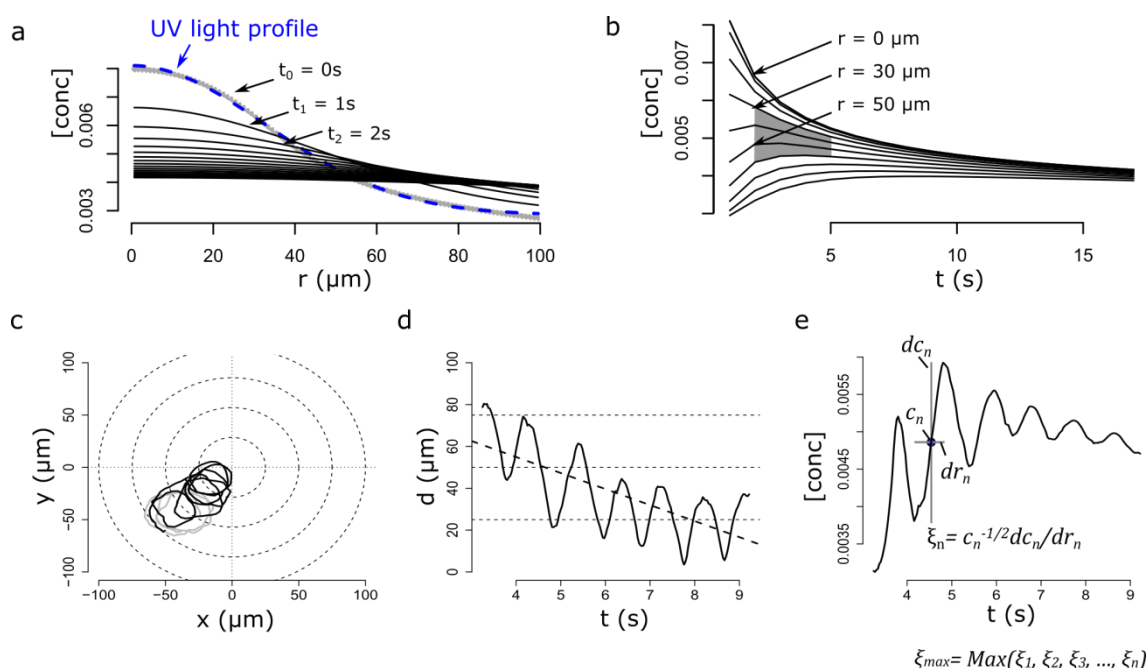 a
UV light profile
t₀ = 0s
t₁ = 1s
t₂ = 2s
[conc]
0.003
0.006
0 20 40 60 80 100
r (μm)
b
r = 0 μm
r = 30 μm
r = 50 μm
[conc]
0.005
0.007
5 10 15
t (s)
c
y (μm)
-100 -50 0 50 100
-100 -50 0 50 100
x (μm)
d
d (μm)
0 20 40 60 80 100
4 5 6 7 8 9
t (s)
e
dcₙ
cₙ
drₙ
ξₙ= cₙ⁻¹/²dcₙ/drₙ
[conc]
0.0035 0.0045 0.0055
4 5 6 7 8 9
t (s)
ξmax= Max(ξ₁, ξ₂, ξ₃, ..., ξₙ)